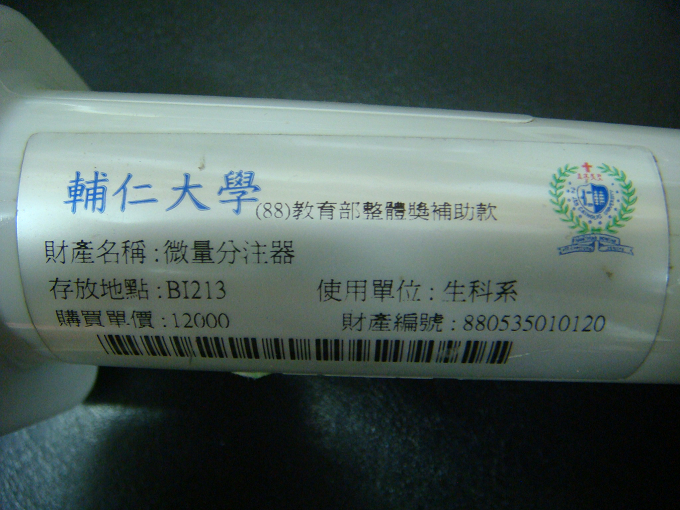 輔仁大學 (88)教育部整體獎補助款
財產名稱:微量分注器
存放地點:BI213 使用單位:生科系
購買單價:12000 財產編號:880535010120